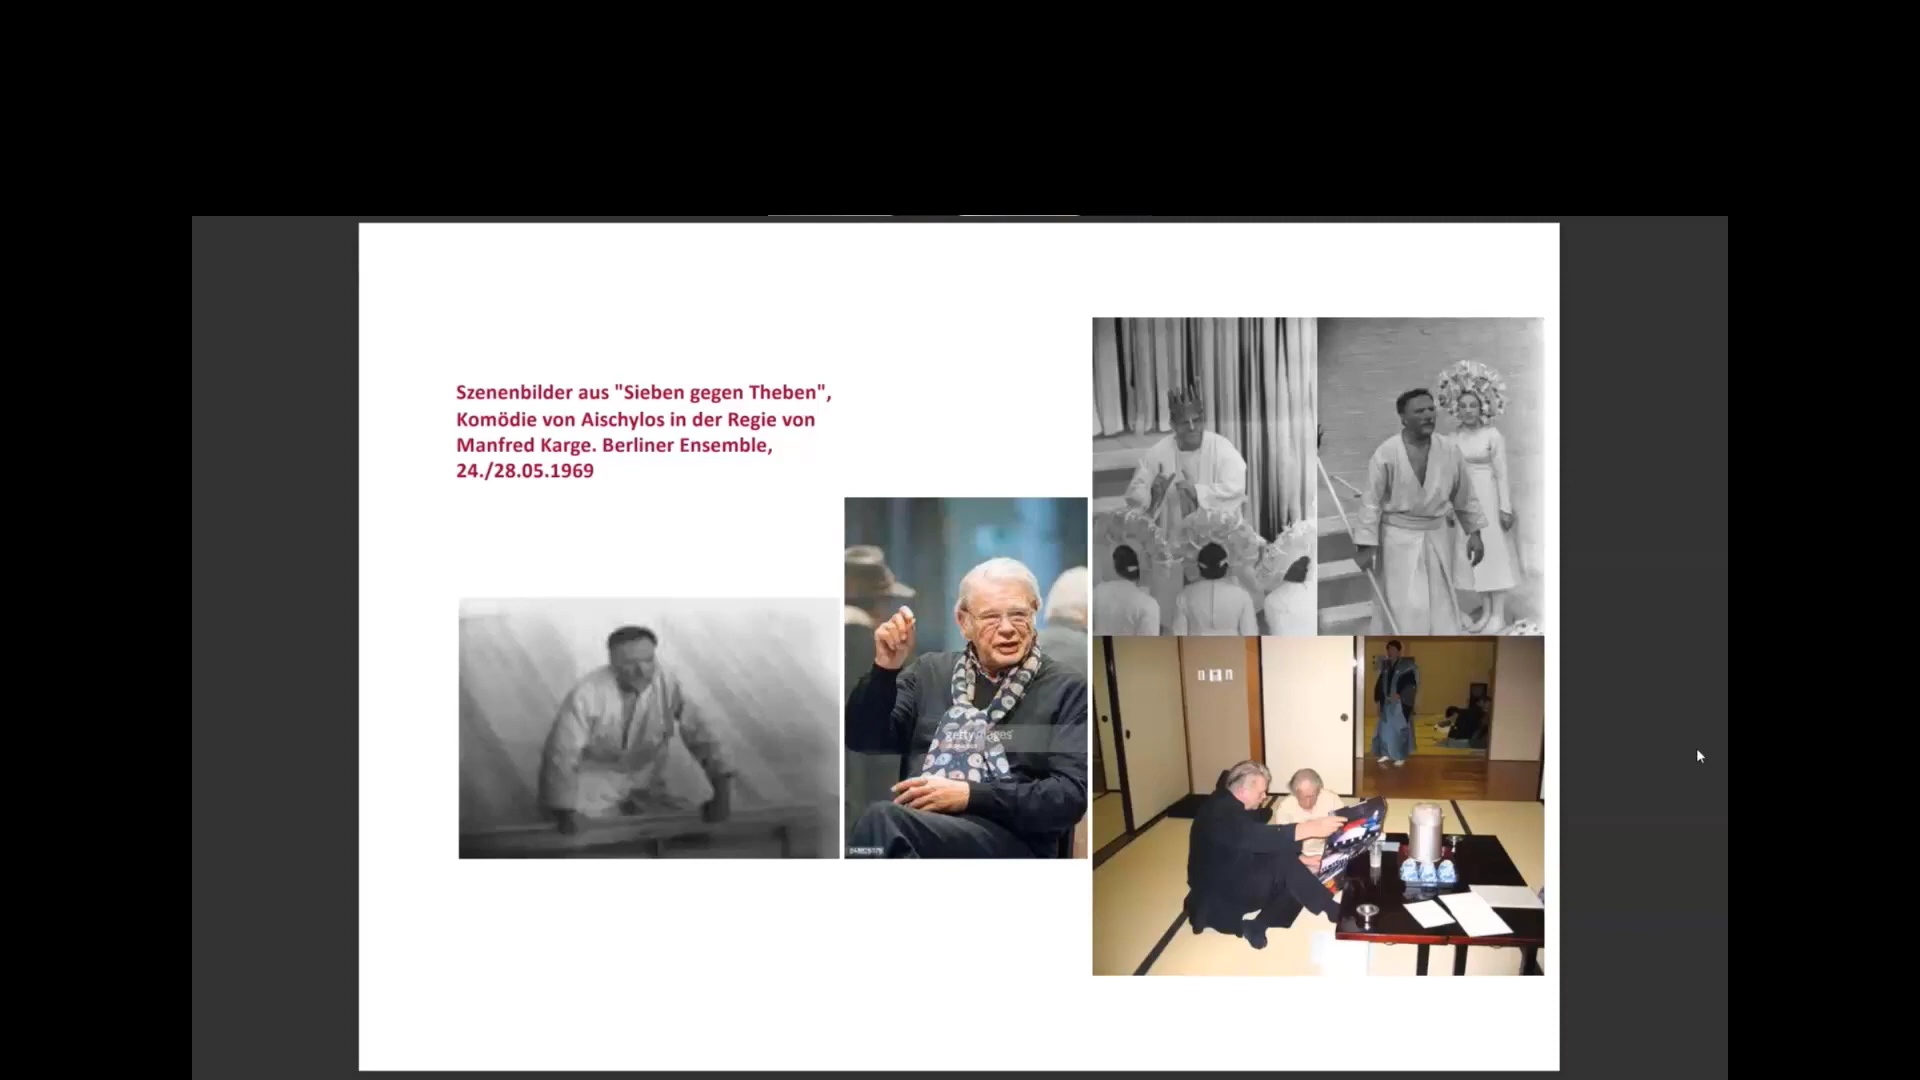 Szenenbilder aus "Sieben gegen Theben",
Komödie von Aischylos in der Regie von
Manfred Karge. Berliner Ensemble,
24./28.05.1969
gettyimages